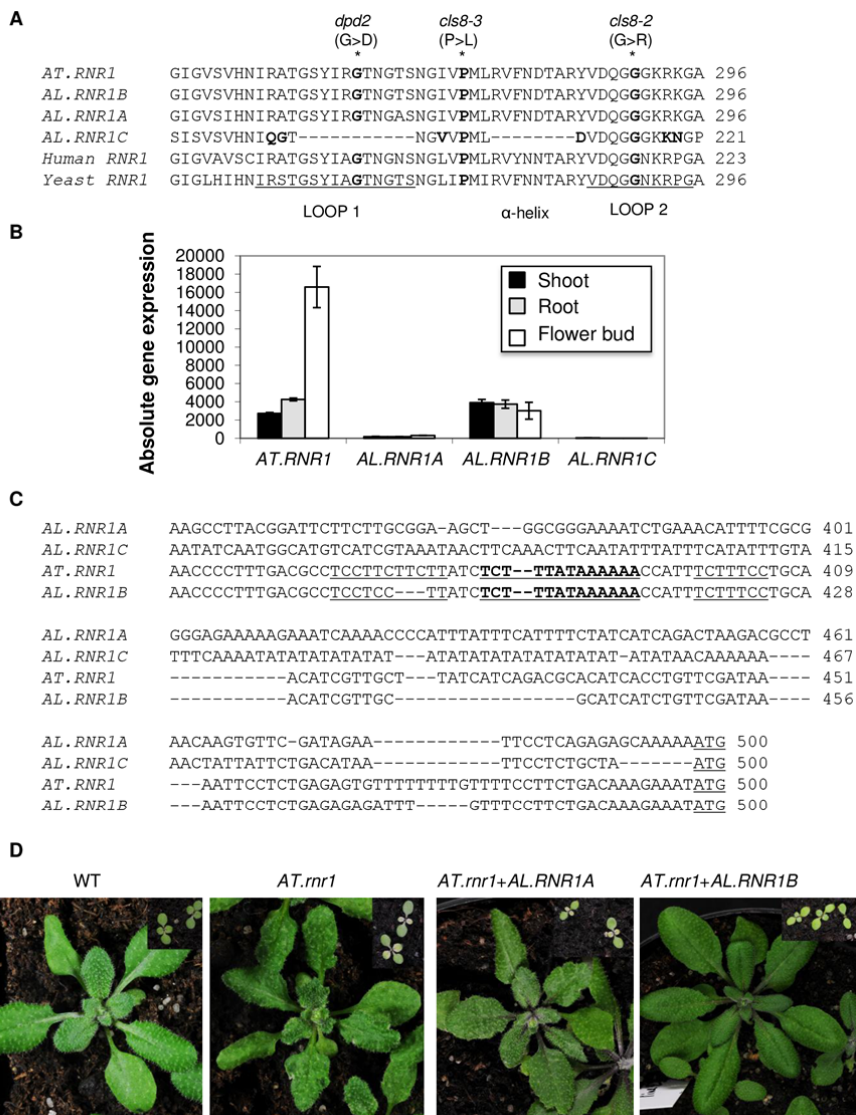 A
dpd2 cls8-3 cls8-2
(G>D) (P>L) (G>R)
* * *
AT.RNR1 GIGVSVHNIRATGSYIRGTNGTSNGIVPMLRVFNDTARYVDQGGGKRKGA 296
AL.RNR1B GIGVSVHNIRATGSYIRGTNGTSNGIVPMLRVFNDTARYVDQGGGKRKGA 296
AL.RNR1A GIGVSIHNIRATGSYIRGTNGASNGIVPMLRVFNDTARYVDQGGGKRKGA 296
AL.RNR1C SISVSVHNIQGT-----------NGVVPML--------DVDQGGGKKNGP 221
Human RNR1 GIGVAVSCIRATGSYIAGTNGNSNGLVPMLRVYNNTARYVDQGGNKRPGA 223
Yeast RNR1 GIGLHIHNIRSTGSYIAGTNGTSNGLIPMIRVFNNTARYVDQGGNKRPGA 296
LOOP 1 α-helix LOOP 2
B
Absolute gene expression
20000
18000
16000
14000
12000
10000
8000
6000
4000
2000
0
Shoot
Root
Flower bud
AT.RNR1 AL.RNR1A AL.RNR1B AL.RNR1C
C
AL.RNR1A AAGCCTTACGGATTCTTCTTGCGGA-AGCT---GGCGGGAAAATCTGAAACATTTTCGCG 401
AL.RNR1C AATATCAATGGCATGTCATCGTAAATAACTTCAAACTTCAATATTTATTTCATATTTGTA 415
AT.RNR1 AACCCCTTTGACGCCTCCTTCTTCTTATCTCT--TTATAAAAAACCATTTCTTTCCTGCA 409
AL.RNR1B AACCCCTTTGACGCCTCCTCC---TTATCTCT--TTATAAAAAACCATTTCTTTCCTGCA 428
AL.RNR1A GGGAGAAAAAGAAATCAAAACCCCATTTATTTCATTTTCTATCATCAGACTAAGACGCCT 461
AL.RNR1C TTTCAAAATATATATATATAT---ATATATATATATATATATAT-ATATAACAAAAAA---- 467
AT.RNR1 -----------ACATCGTTGCT---TATCATCAGACGCACATCACCTGTTCGATAA---- 451
AL.RNR1B -----------ACATCGTTGC-----------------GCATCATCTGTTCGATAA---- 456
AL.RNR1A AACAAGTGTTC-GATAGAA------------TTCCTCAGAGAGCAAAAAATG 500
AL.RNR1C AACTATTATTCTGACATAA------------TTCCTCTGCTA-------ATG 500
AT.RNR1 ---AATTCCTCTGAGAGTGTTTTTTTTGTTTTCCTTCTGACAAAGAAATATG 500
AL.RNR1B ---AATTCCTCTGAGAGAGATTT-----GTTTCCTTCTGACAAAGAAATATG 500
D
WT AT.rnr1 AT.rnr1+AL.RNR1A AT.rnr1+AL.RNR1B